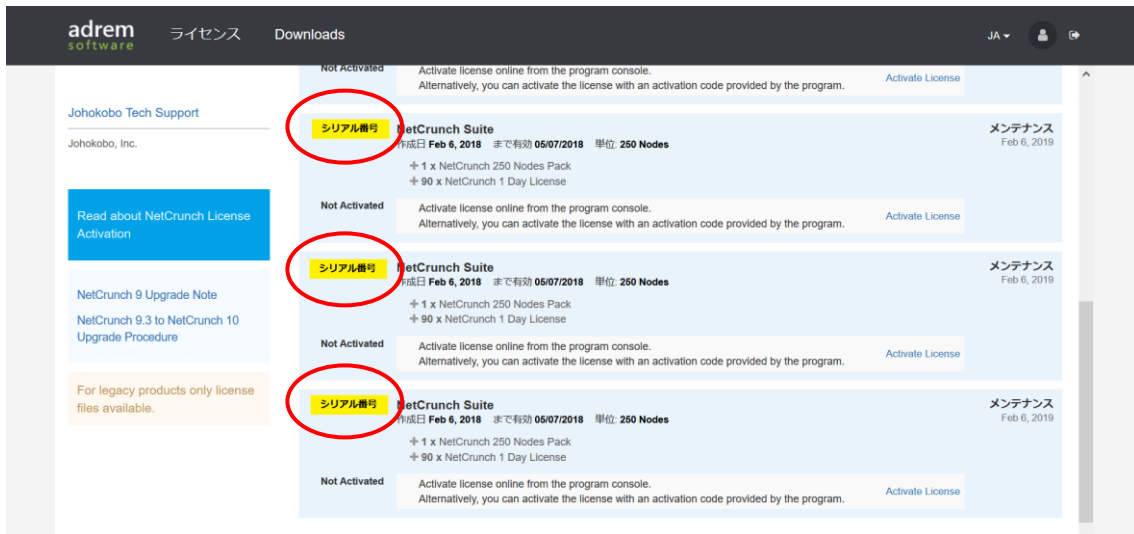 adrem
software
ライセンス
Downloads
JA
Johokobo Tech Support
Johokobo, Inc.
Read about NetCrunch License
Activation
NetCrunch 9 Upgrade Note
NetCrunch 9.3 to NetCrunch 10
Upgrade Procedure
For legacy products only license
files available.
Not Activated
Activate license online from the program console.
Alternatively, you can activate the license with an activation code provided by the program.
Activate License
シリアル番号
NetCrunch Suite
作成日 Feb 6, 2018 まで有効 05/07/2018 単位: 250 Nodes
+ 1 x NetCrunch 250 Nodes Pack
+ 90 x NetCrunch 1 Day License
メンテナンス
Feb 6, 2019
Not Activated
Activate license online from the program console.
Alternatively, you can activate the license with an activation code provided by the program.
Activate License
シリアル番号
NetCrunch Suite
作成日 Feb 6, 2018 まで有効 05/07/2018 単位: 250 Nodes
+ 1 x NetCrunch 250 Nodes Pack
+ 90 x NetCrunch 1 Day License
メンテナンス
Feb 6, 2019
Not Activated
Activate license online from the program console.
Alternatively, you can activate the license with an activation code provided by the program.
Activate License
シリアル番号
NetCrunch Suite
作成日 Feb 6, 2018 まで有効 05/07/2018 単位: 250 Nodes
+ 1 x NetCrunch 250 Nodes Pack
+ 90 x NetCrunch 1 Day License
メンテナンス
Feb 6, 2019
Not Activated
Activate license online from the program console.
Alternatively, you can activate the license with an activation code provided by the program.
Activate License